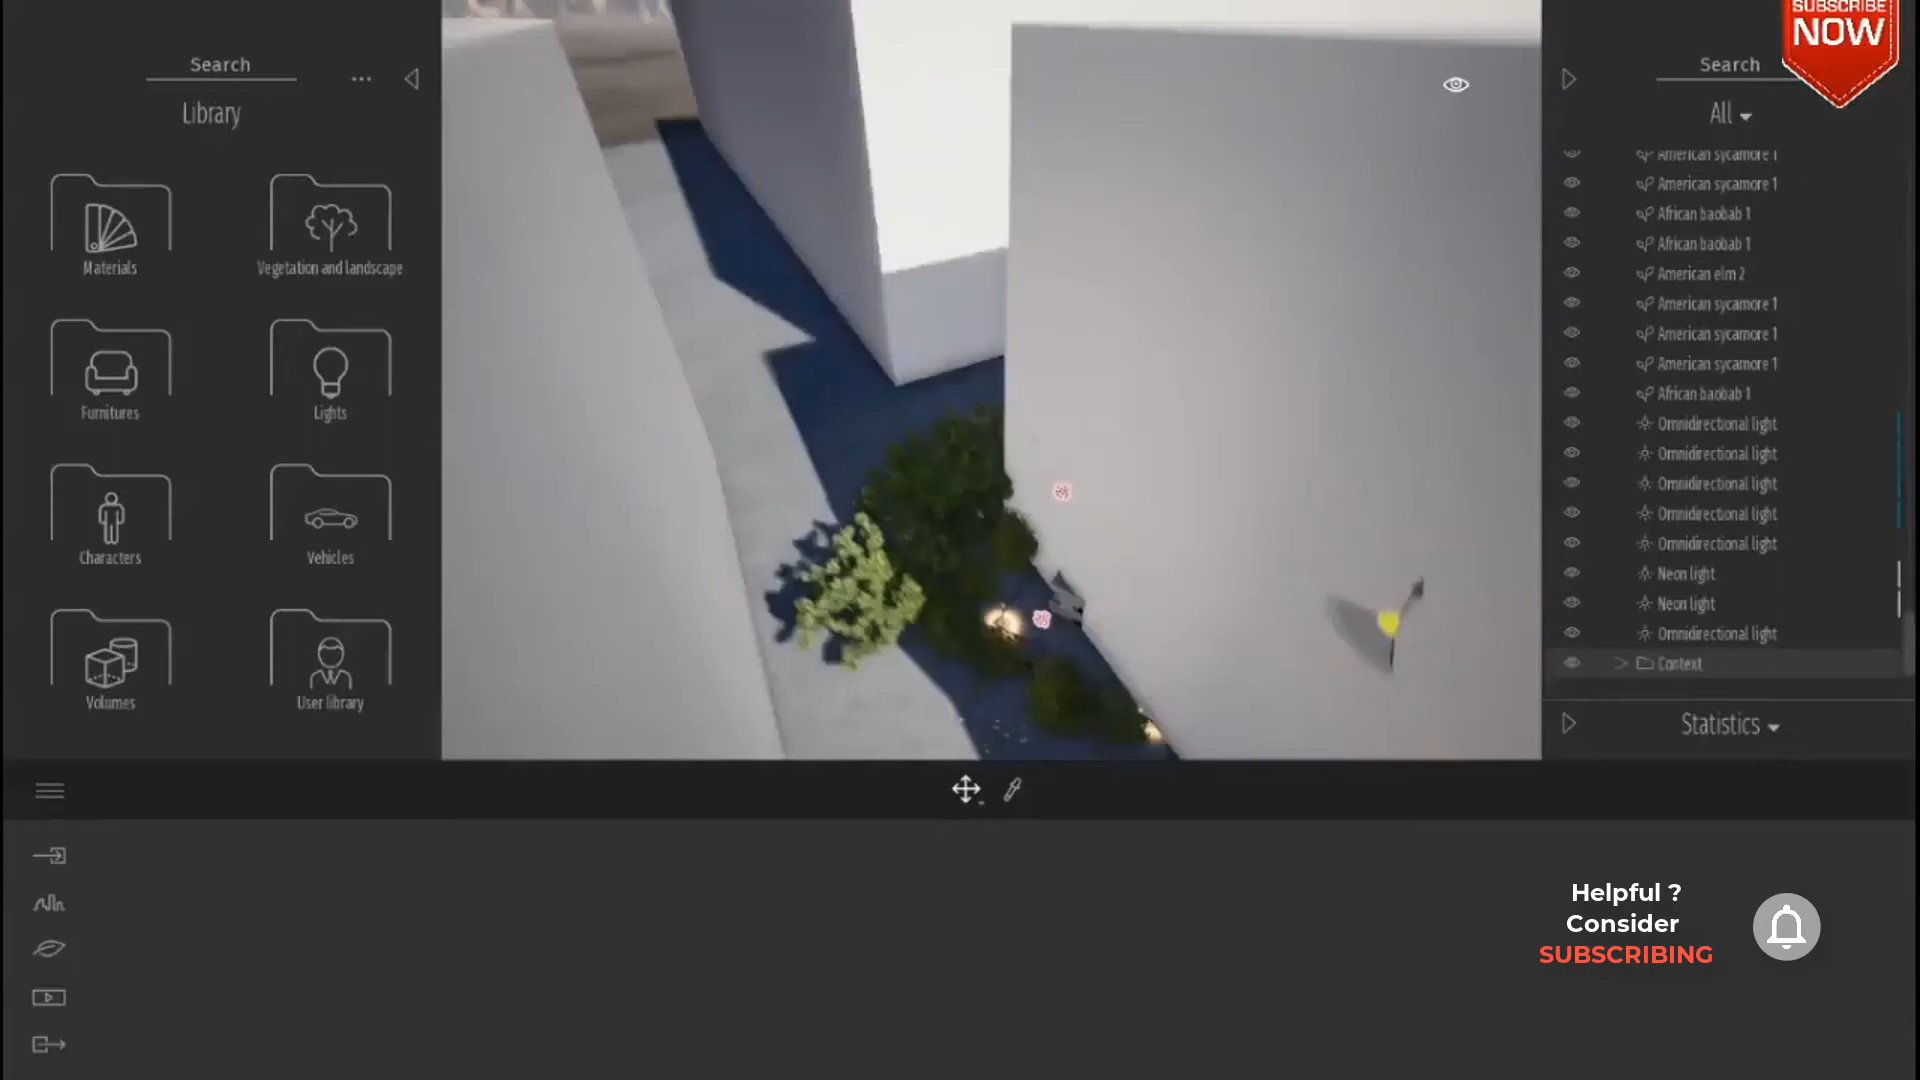 Search
Library
Materials
Vegetation and landscape
Furnitures
Lights
Characters
Vehicles
Volumes
User library
SUBSCRIBE
NOW
Search
All
American sycamore 1
American sycamore 1
African baobab 1
African baobab 1
American elm 2
American sycamore 1
American sycamore 1
American sycamore 1
African baobab 1
Omnidirectional light
Omnidirectional light
Omnidirectional light
Omnidirectional light
Omnidirectional light
Neon light
Neon light
Omnidirectional light
Context
Statistics
Helpful ?
Consider
SUBSCRIBING